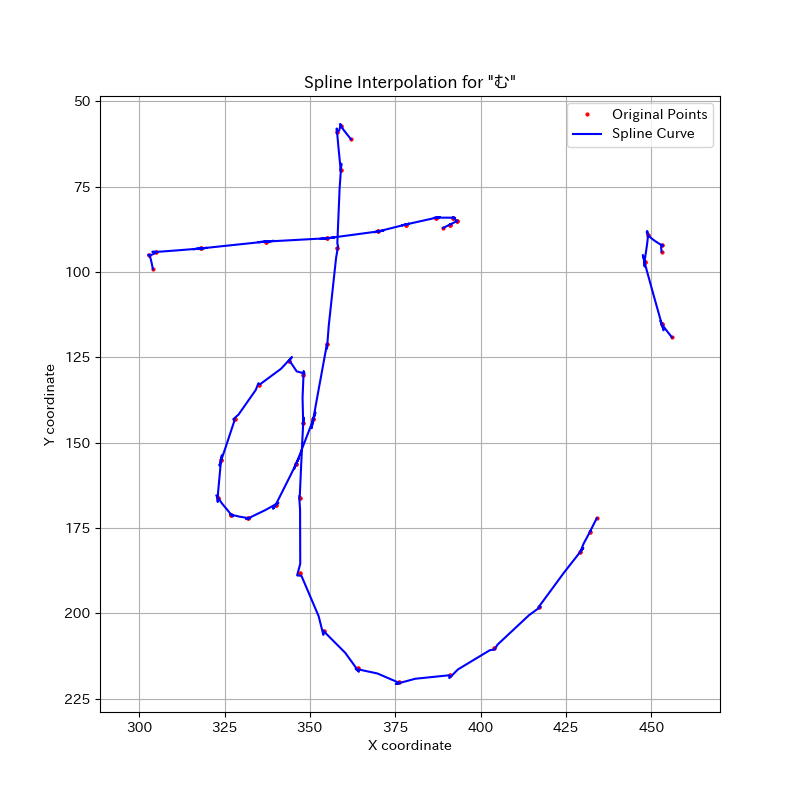 Spline Interpolation for "む"
Original Points
Spline Curve
50
75
100
125
150
175
200
225
Y coordinate
300
325
350
375
400
425
450
X coordinate
む